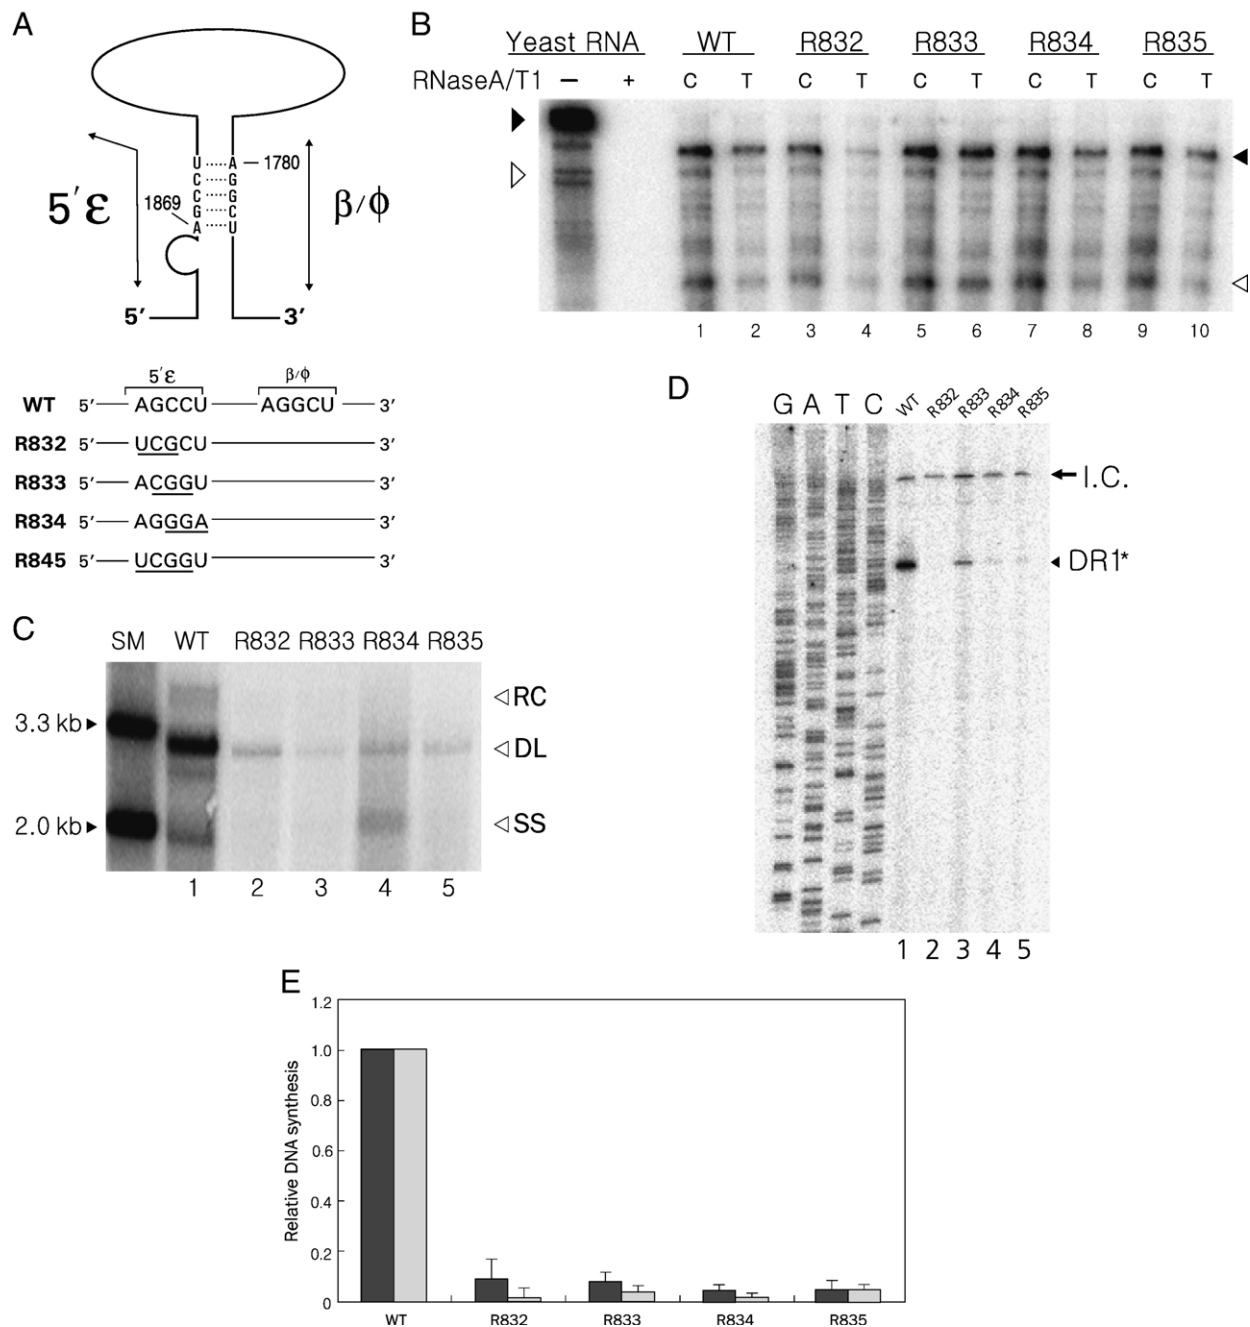 A
U A 1780
C G
C G
G C
1869 A U
5'ε β/ϕ
5' 3'
5'ε β/ϕ
WT 5' AGCCU AGGCU 3'
R832 5' UCGCU 3'
R833 5' ACGGU 3'
R834 5' AGGGA 3'
R845 5' UCGGU 3'
B
Yeast RNA WT R832 R833 R834 R835
RNaseA/T1 − + C T C T C T C T C T
1 2 3 4 5 6 7 8 9 10
C
SM WT R832 R833 R834 R835
3.3 kb
2.0 kb
RC
DL
SS
1 2 3 4 5
D
G A T C WT R832 R833 R834 R835
I.C.
DR1*
1 2 3 4 5
E
Relative DNA synthesis
1.2
1.0
0.8
0.6
0.4
0.2
0
WT R832 R833 R834 R835